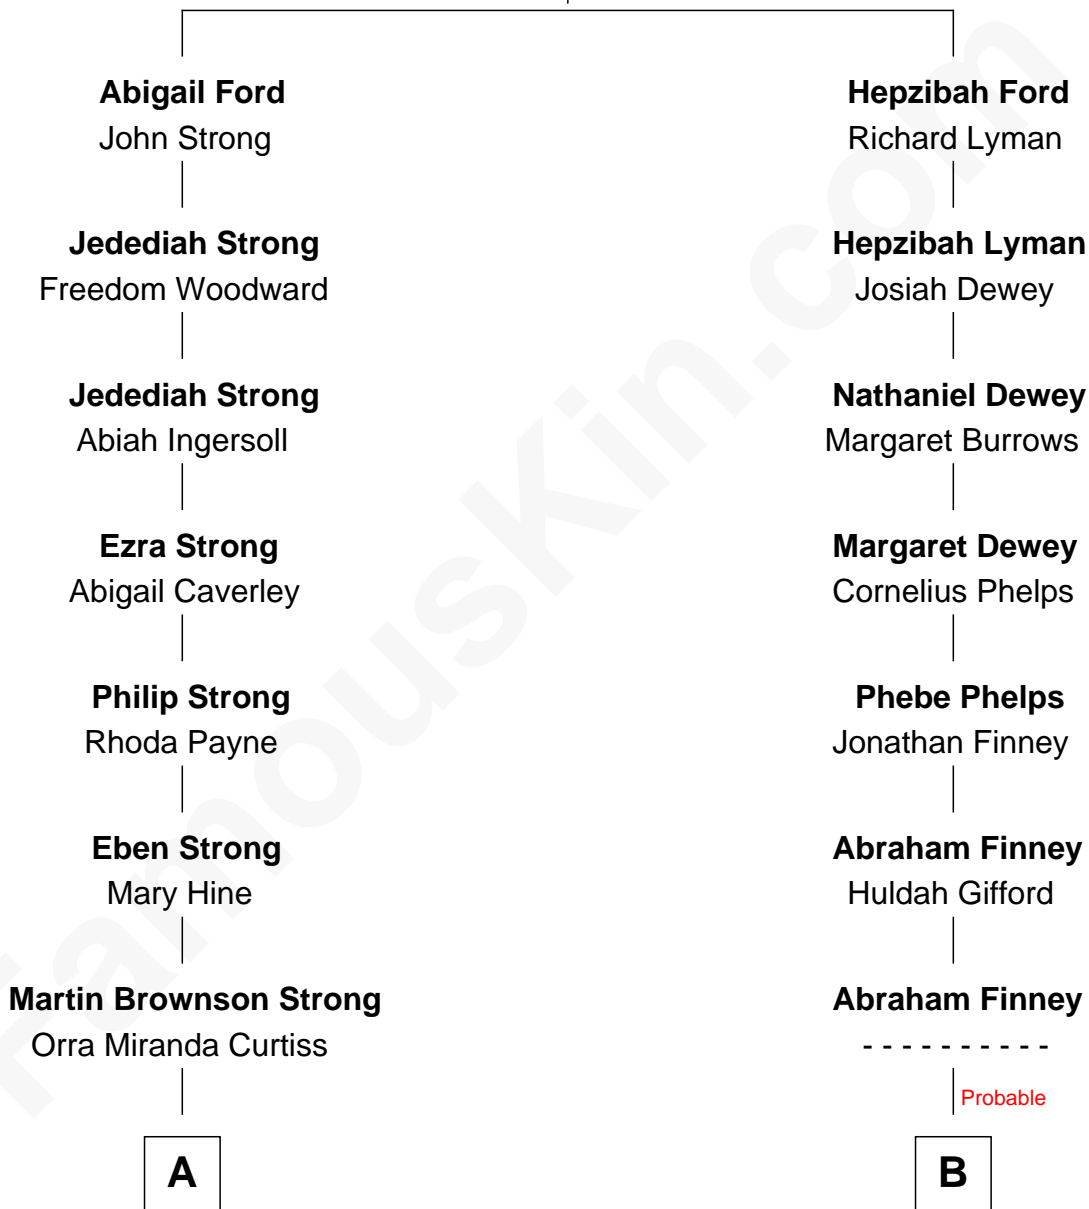 Abigail Ford
John Strong
Jedediah Strong
Freedom Woodward
Jedediah Strong
Abiah Ingersoll
Ezra Strong
Abigail Caverley
Philip Strong
Rhoda Payne
Eben Strong
Mary Hine
Martin Brownson Strong
Orra Miranda Curtiss
A
Hepzibah Ford
Richard Lyman
Hepzibah Lyman
Josiah Dewey
Nathaniel Dewey
Margaret Burrows
Margaret Dewey
Cornelius Phelps
Phebe Phelps
Jonathan Finney
Abraham Finney
Huldah Gifford
Abraham Finney
- - - - - - - - - -
Probable
B
FamousKin.com